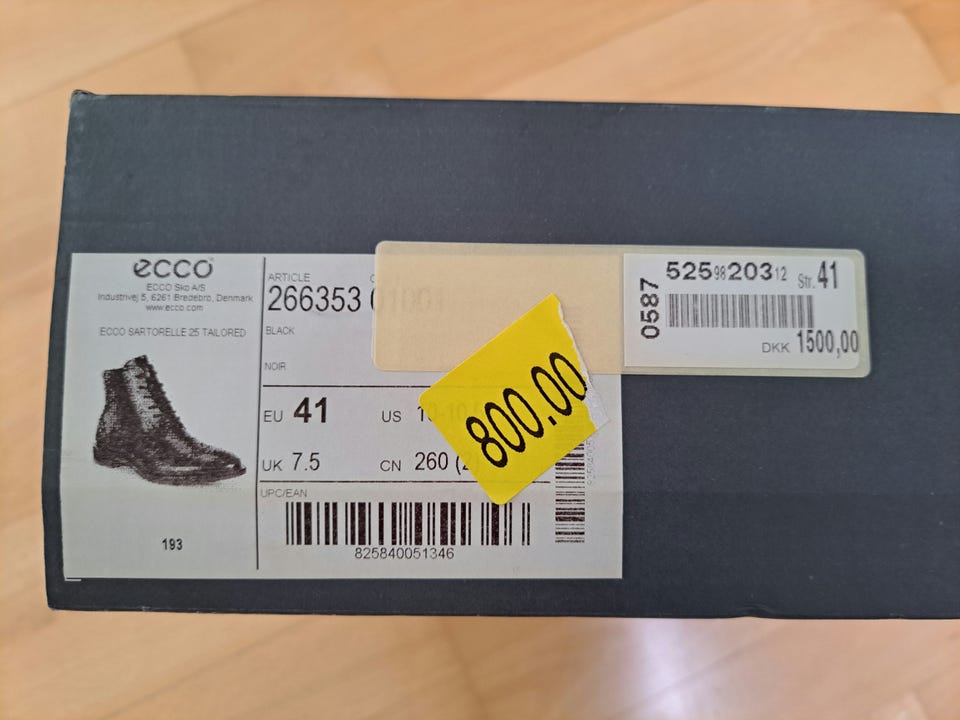 ecco
ECCO Sko A/S
Industrivej 5, 6261 Bredebro, Denmark
www.ecco.com
ECCO SARTORELLE 25 TAILORED
193
ARTICLE
266353
BLACK
NOIR
EU 41 US
UK 7.5 CN 260
UPC/EAN
825840051346
800.00
0587
525 98 203 12 Str. 41
DKK 1500,00